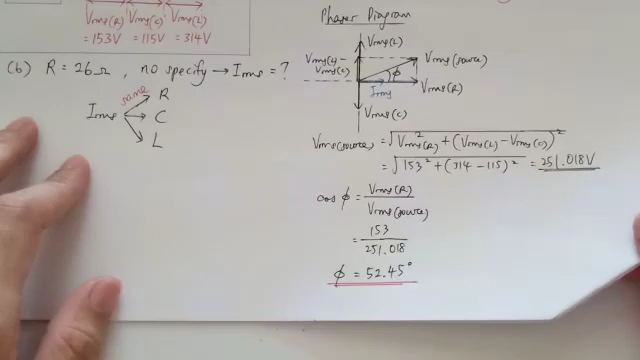 Vrms(R) Vrms(C) Vrms(L)
= 153V = 115V = 314V
(b) R = 26Ω , no specify → Irms = ?
same
R
Irms
C
L
Phasor Diagram
Vrms(L)
Vrms(L) -
Vrms(C)
Vrms(source)
ϕ
Irms
Vrms(R)
Vrms(C)
Vrms(source) = √Vrms(R)² + (Vrms(L) - Vrms(C))²
= √153² + (314 - 115)² = 251.018V
cos ϕ = Vrms(R) / Vrms(source)
= 153 / 251.018
ϕ = 52.45°